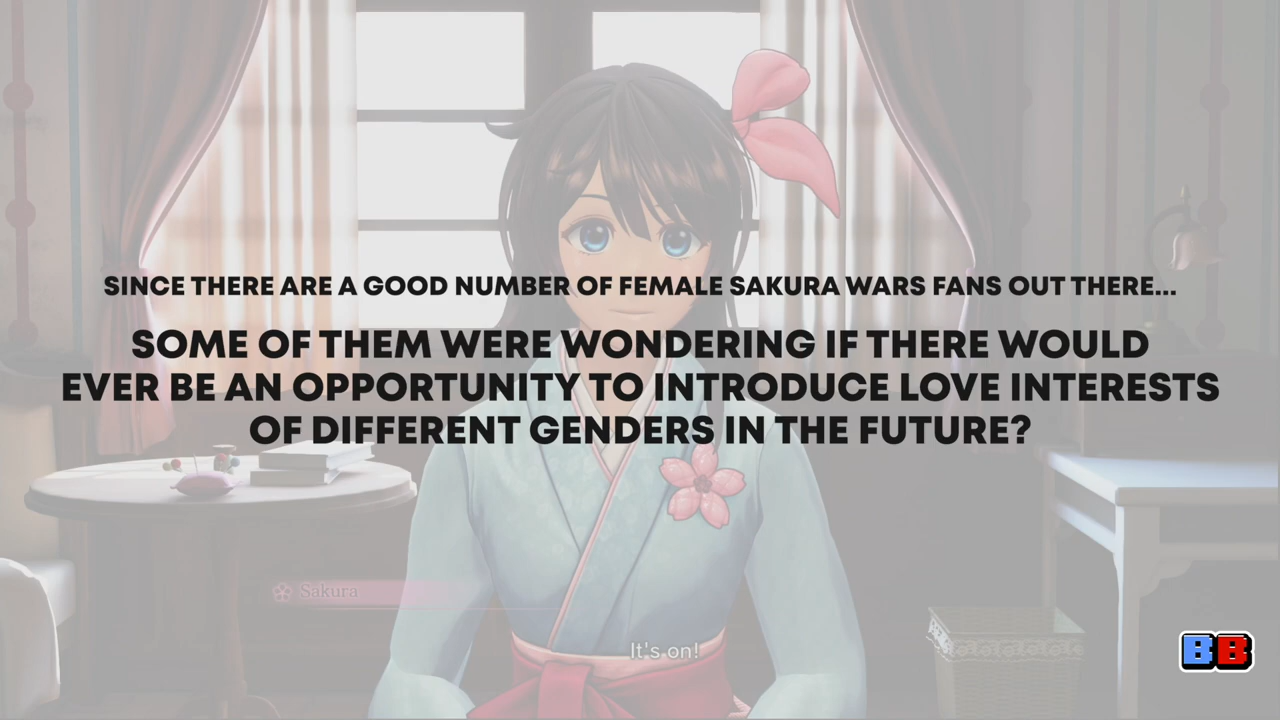 SINCE THERE ARE A GOOD NUMBER OF FEMALE SAKURA WARS FANS OUT THERE...
SOME OF THEM WERE WONDERING IF THERE WOULD
EVER BE AN OPPORTUNITY TO INTRODUCE LOVE INTERESTS
OF DIFFERENT GENDERS IN THE FUTURE?
Sakura
It's on!
BB